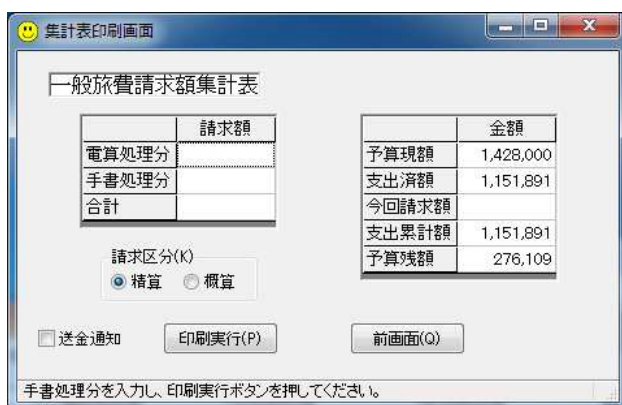 集計表印刷画面
一般旅費請求額集計表
請求額
電算処理分
手書処理分
合計
金額
予算現額 1,428,000
支出済額 1,151,891
今回請求額
支出累計額 1,151,891
予算残額 276,109
請求区分(K)
精算 概算
送金通知 印刷実行(P) 前画面(Q)
手書処理分を入力し、印刷実行ボタンを押してください。